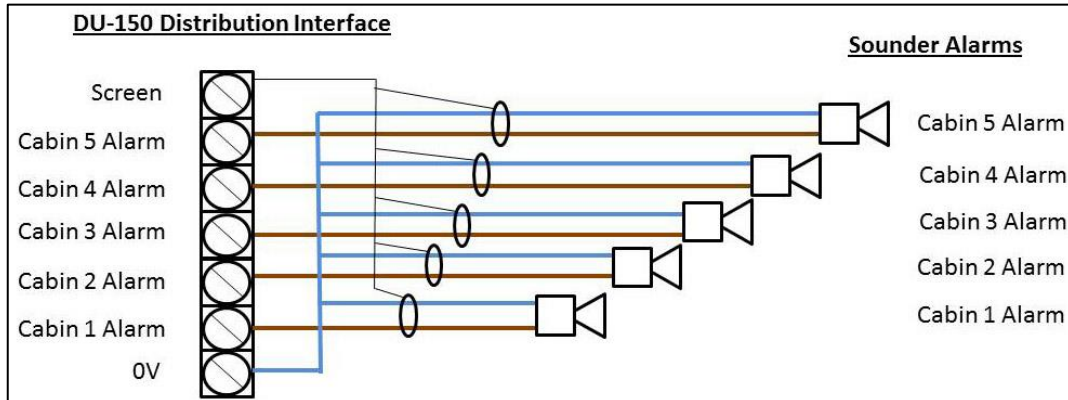 DU-150 Distribution Interface
Sounder Alarms
Screen
Cabin 5 Alarm
Cabin 4 Alarm
Cabin 3 Alarm
Cabin 2 Alarm
Cabin 1 Alarm
0V
Cabin 5 Alarm
Cabin 4 Alarm
Cabin 3 Alarm
Cabin 2 Alarm
Cabin 1 Alarm